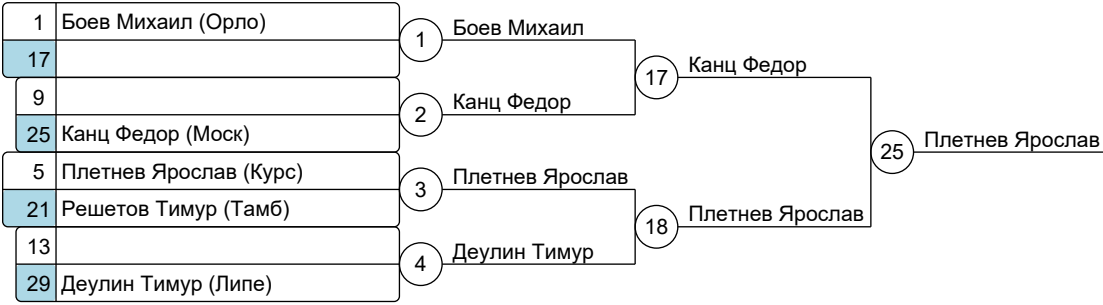 1 Боев Михаил (Орло)
17
9
25 Канц Федор (Моск)
5 Плетнев Ярослав (Курс)
21 Решетов Тимур (Тамб)
13
29 Деулин Тимур (Липе)
1 Боев Михаил
2 Канц Федор
3 Плетнев Ярослав
4 Деулин Тимур
17 Канц Федор
18 Плетнев Ярослав
25 Плетнев Ярослав